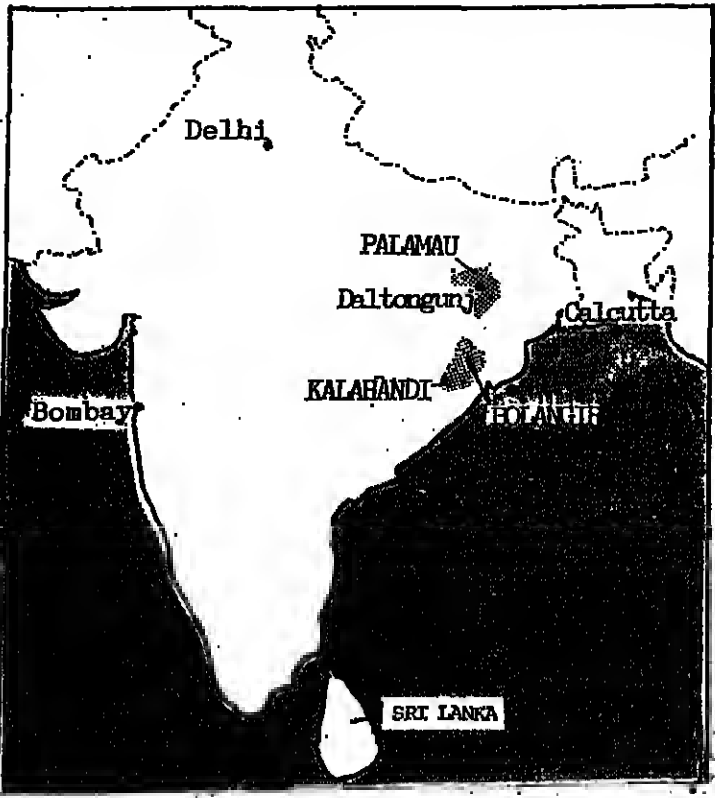 Delhi
PALAMAU
Daltongunj
Calcutta
KALAHANDI
Bombay
BOLANGIR
SRI LANKA